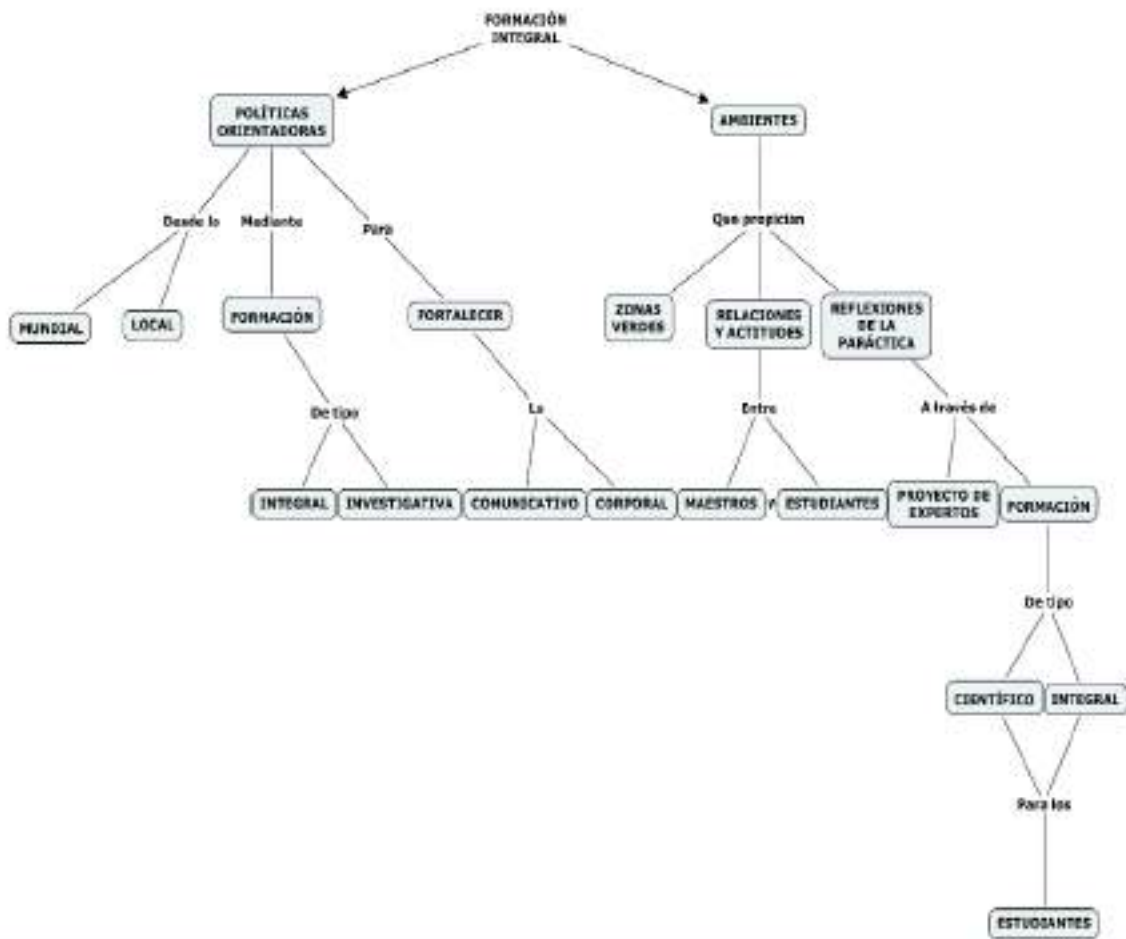 FORMACIÓN
INTEGRAL
POLÍTICAS
ORIENTADORAS
AMBIENTES
Desde lo
Mediante
Para
Que propician
MUNDIAL
LOCAL
FORMACIÓN
FORTALECER
ZONAS
VERDES
RELACIONES
Y ACTITUDES
REFLEXIONES
DE LA
PARÁCTICA
De tipo
Lo
Entre
A través de
INTEGRAL
INVESTIGATIVA
COMUNICATIVO
CORPORAL
MAESTROS
ESTUDIANTES
PROYECTO DE
EXPERTOS
FORMACIÓN
De tipo
CIENTÍFICO
INTEGRAL
Para los
ESTUDIANTES